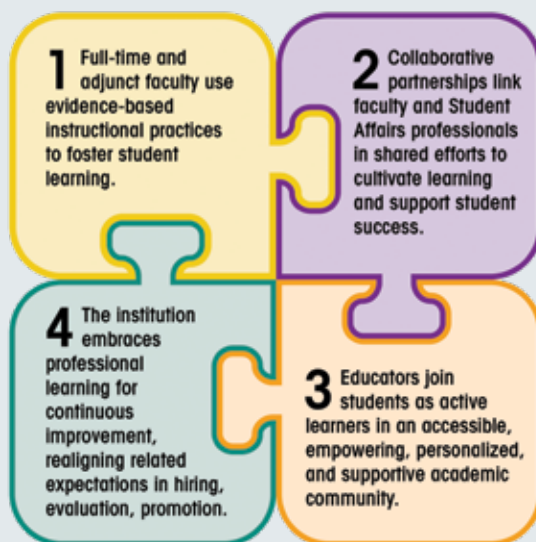 1 Full-time and
adjunct faculty use
evidence-based
instructional practices
to foster student
learning.
2 Collaborative
partnerships link
faculty and Student
Affairs professionals
in shared efforts to
cultivate learning
and support student
success.
3 Educators join
students as active
learners in an accessible,
empowering, personalized,
and supportive academic
community.
4 The institution
embraces
professional
learning for
continuous
improvement,
realigning related
expectations in hiring,
evaluation, promotion.